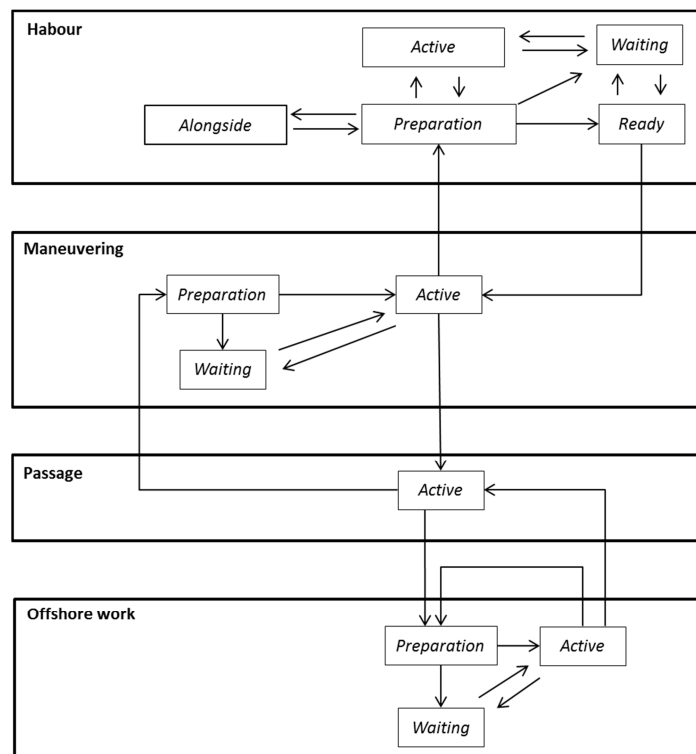 Habour
Active
Waiting
Alongside
Preparation
Ready
Maneuvering
Preparation
Active
Waiting
Passage
Active
Offshore work
Preparation
Active
Waiting